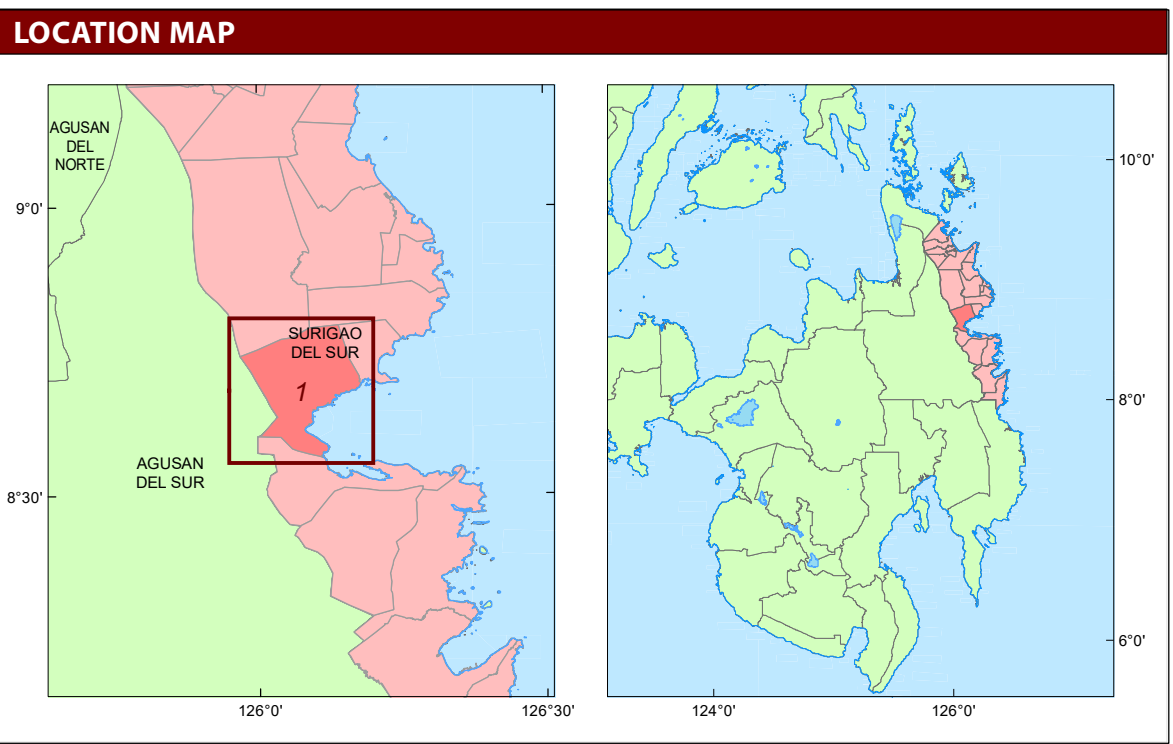 LOCATION MAP
AGUSAN
DEL
NORTE
9°0'
SURIGAO
DEL SUR
1
AGUSAN
DEL SUR
8°30'
126°0'
126°30'
10°0'
8°0'
6°0'
124°0'
126°0'